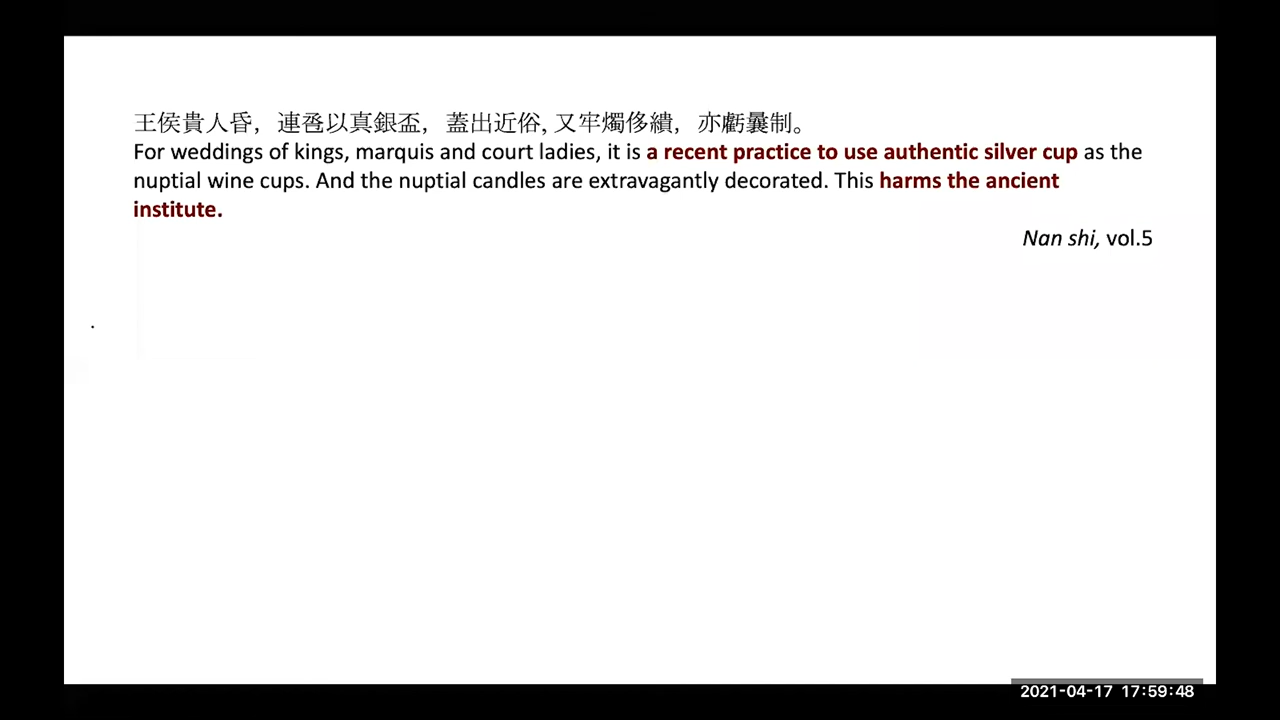 王侯貴人昏，連卺以真銀盃，蓋出近俗, 又牢燭侈繢，亦虧曩制。
For weddings of kings, marquis and court ladies, it is a recent practice to use authentic silver cup as the
nuptial wine cups. And the nuptial candles are extravagantly decorated. This harms the ancient
institute.
Nan shi, vol.5
2021-04-17 17:59:48